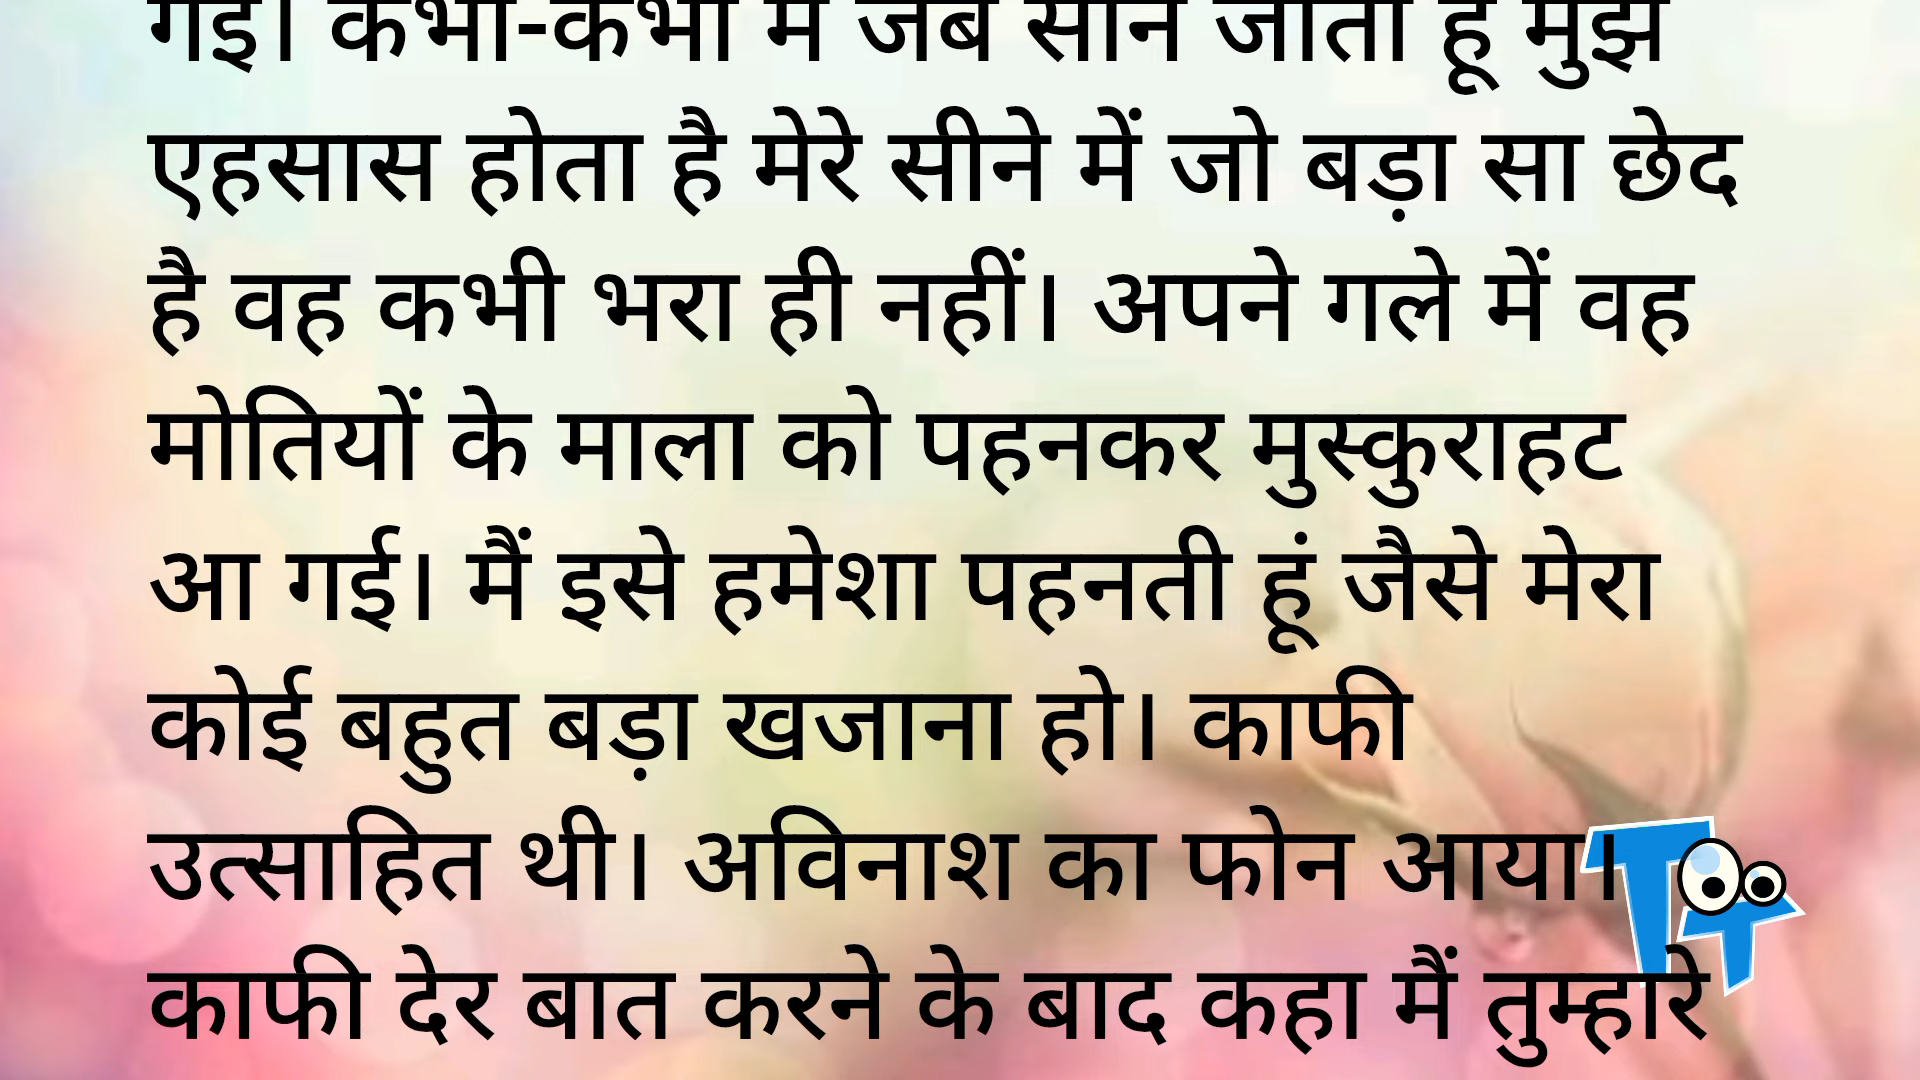 गई। कभी-कभी मैं जब सोने जाती हूं मुझे
एहसास होता है मेरे सीने में जो बड़ा सा छेद
है वह कभी भरा ही नहीं। अपने गले में वह
मोतियों के माला को पहनकर मुस्कुराहट
आ गई। मैं इसे हमेशा पहनती हूं जैसे मेरा
कोई बहुत बड़ा खजाना हो। काफी
उत्साहित थी। अविनाश का फोन आया।
काफी देर बात करने के बाद कहा मैं तुम्हारे